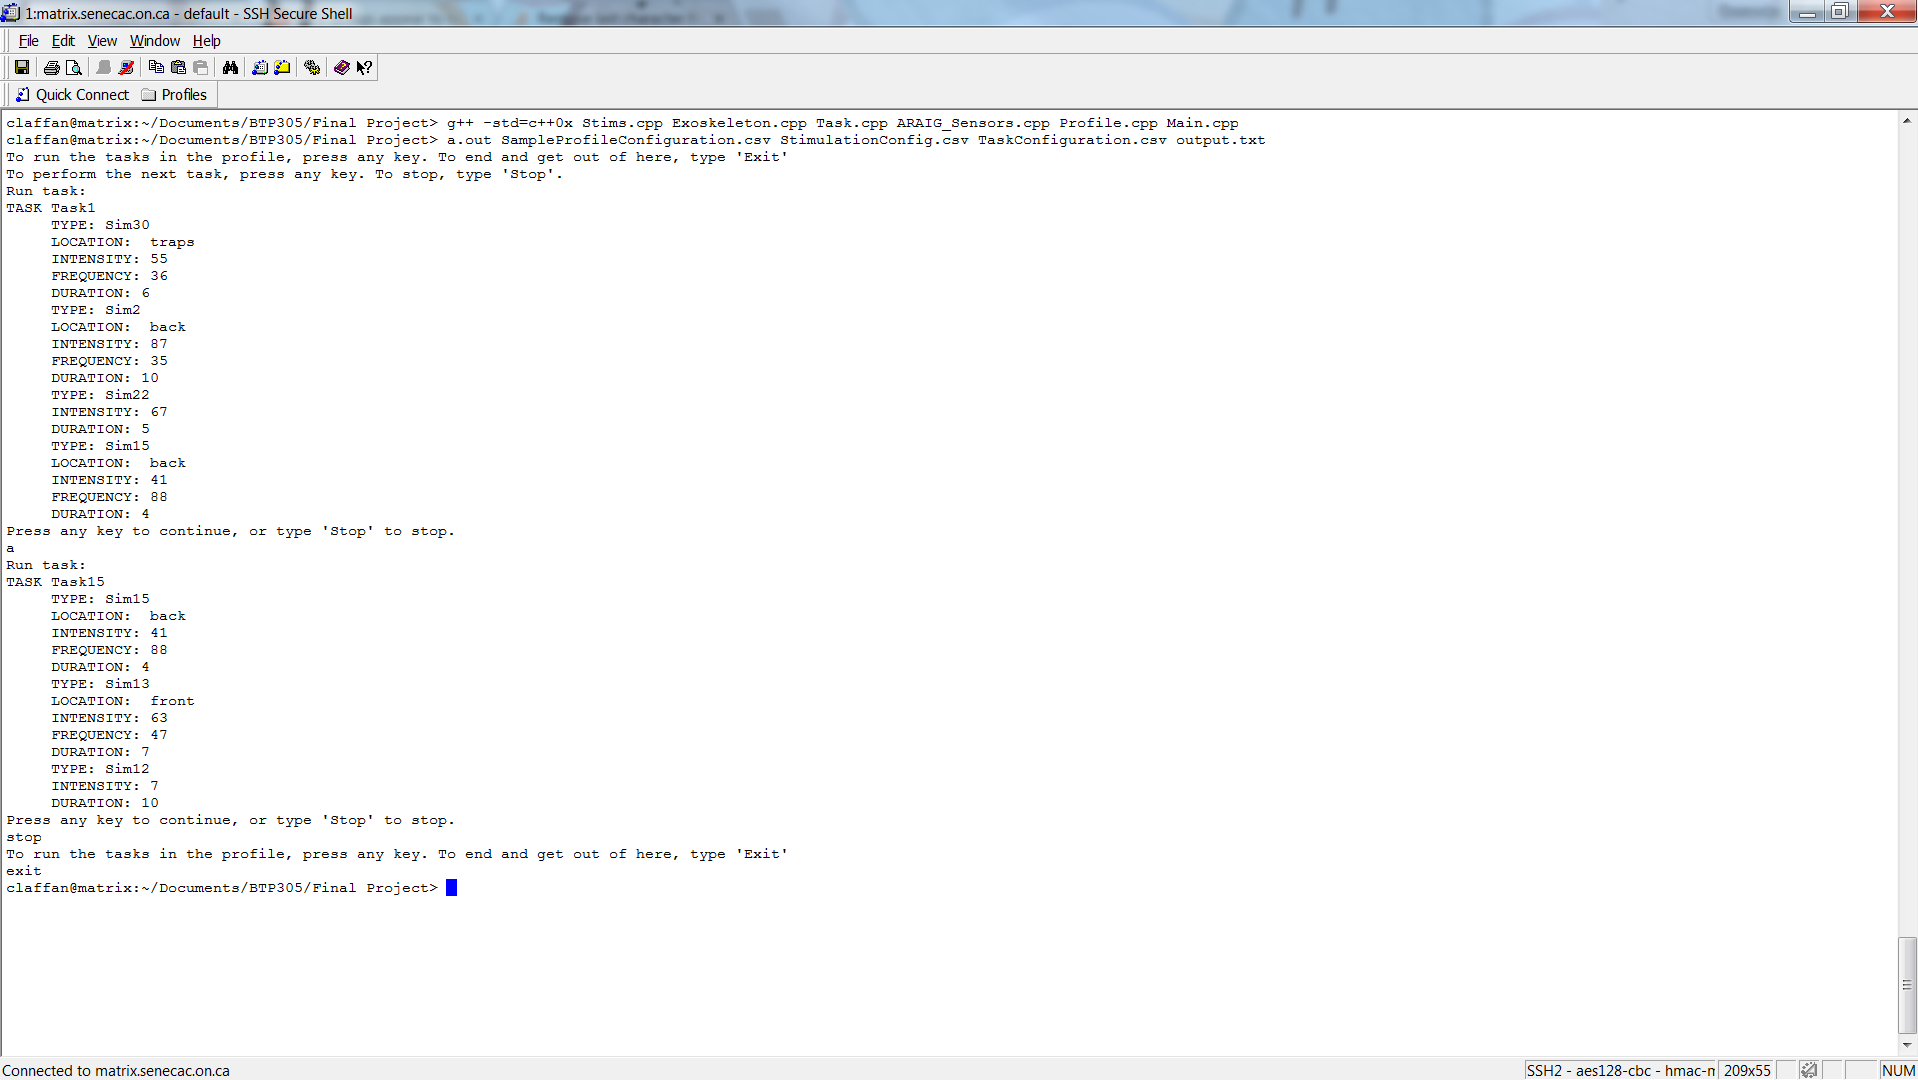 1:matrix.senecac.on.ca - default - SSH Secure Shell
File Edit View Window Help
Quick Connect Profiles
claffan@matrix:~/Documents/BTP305/Final Project> g++ -std=c++0x Stims.cpp Exoskeleton.cpp Task.cpp ARAIG_Sensors.cpp Profile.cpp Main.cpp
claffan@matrix:~/Documents/BTP305/Final Project> a.out SampleProfileConfiguration.csv StimulationConfig.csv TaskConfiguration.csv output.txt
To run the tasks in the profile, press any key. To end and get out of here, type 'Exit'
To perform the next task, press any key. To stop, type 'Stop'.
Run task:
TASK Task1
TYPE: Sim30
LOCATION:  traps
INTENSITY: 55
FREQUENCY: 36
DURATION: 6
TYPE: Sim2
LOCATION:  back
INTENSITY: 87
FREQUENCY: 35
DURATION: 10
TYPE: Sim22
INTENSITY: 67
DURATION: 5
TYPE: Sim15
LOCATION:  back
INTENSITY: 41
FREQUENCY: 88
DURATION: 4
Press any key to continue, or type 'Stop' to stop.
a
Run task:
TASK Task15
TYPE: Sim15
LOCATION:  back
INTENSITY: 41
FREQUENCY: 88
DURATION: 4
TYPE: Sim13
LOCATION:  front
INTENSITY: 63
FREQUENCY: 47
DURATION: 7
TYPE: Sim12
INTENSITY: 7
DURATION: 10
Press any key to continue, or type 'Stop' to stop.
stop
To run the tasks in the profile, press any key. To end and get out of here, type 'Exit'
exit
claffan@matrix:~/Documents/BTP305/Final Project>
Connected to matrix.senecac.on.ca SSH2 - aes128-cbc - hmac-n 209x55 NUM